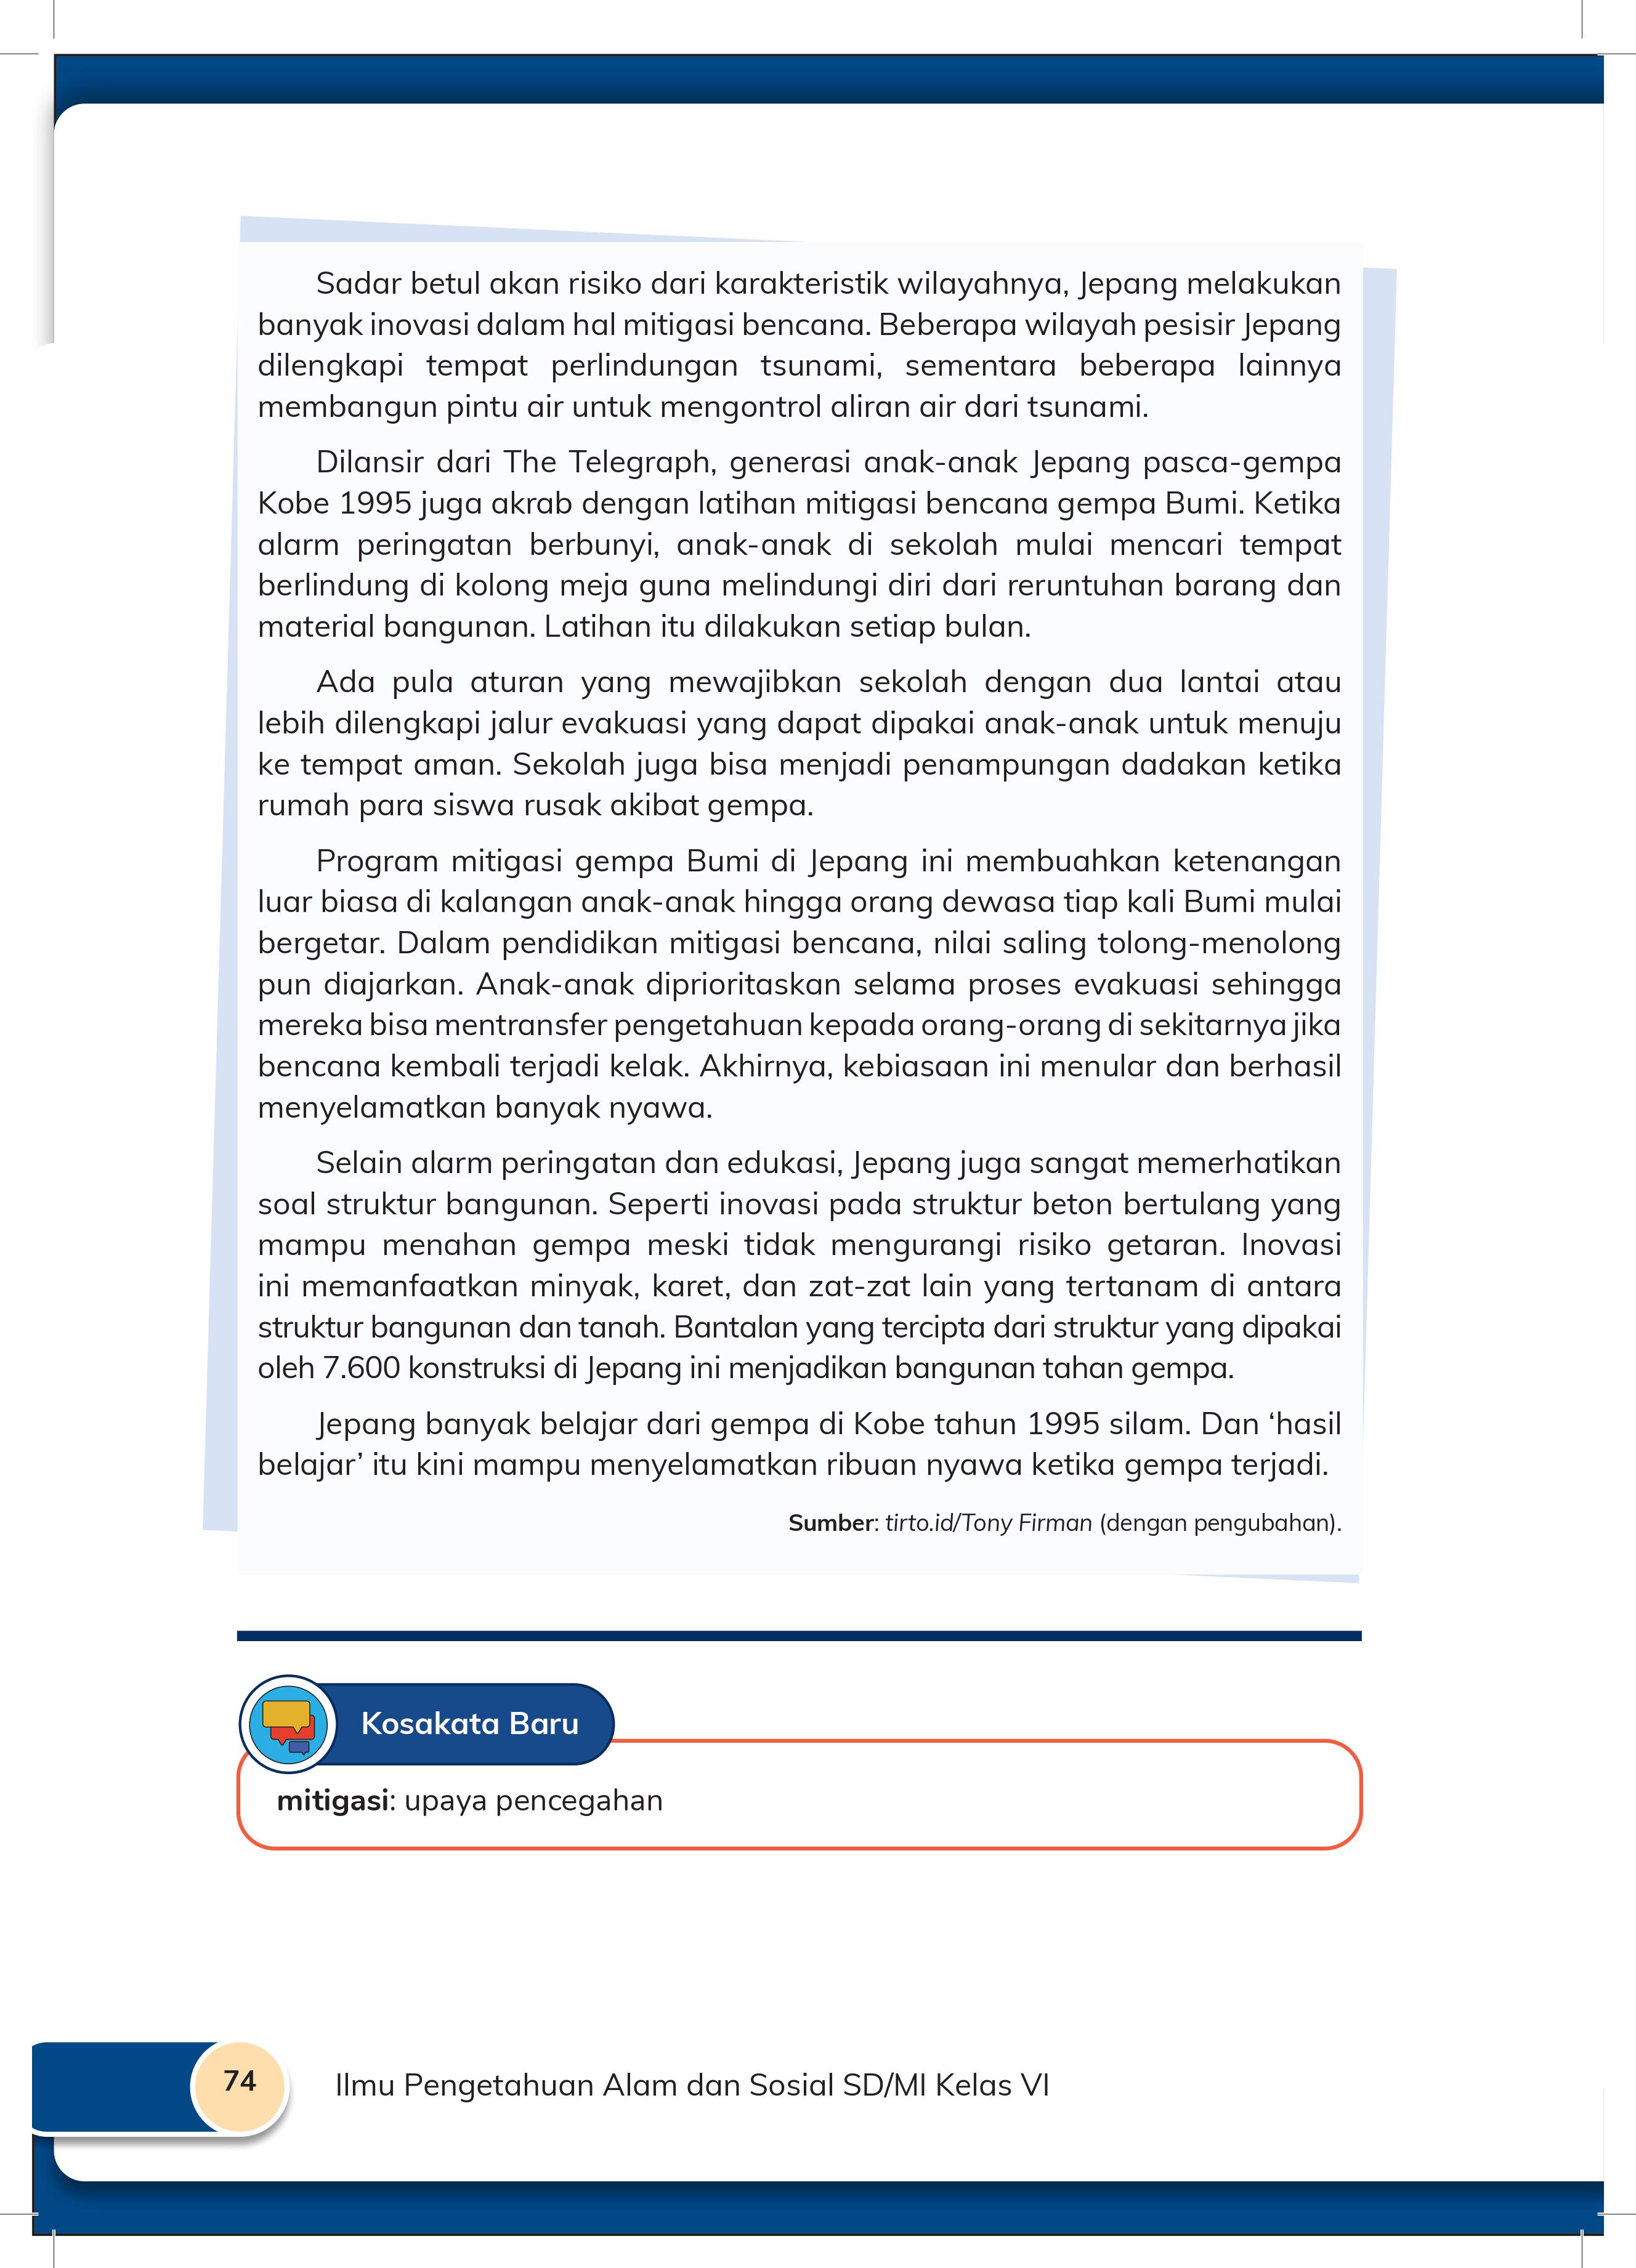 Sadar betul akan risiko dari karakteristik wilayahnya, Jepang melakukan
banyak inovasi dalam hal mitigasi bencana. Beberapa wilayah pesisir Jepang
dilengkapi tempat perlindungan tsunami, sementara beberapa lainnya
membangun pintu air untuk mengontrol aliran air dari tsunami.
Dilansir dari The Telegraph, generasi anak-anak Jepang pasca-gempa
Kobe 1995 juga akrab dengan latihan mitigasi bencana gempa Bumi. Ketika
alarm peringatan berbunyi, anak-anak di sekolah mulai mencari tempat
berlindung di kolong meja guna melindungi diri dari reruntuhan barang dan
material bangunan. Latihan itu dilakukan setiap bulan.
Ada pula aturan yang mewajibkan sekolah dengan dua lantai atau
lebih dilengkapi jalur evakuasi yang dapat dipakai anak-anak untuk menuju
ke tempat aman. Sekolah juga bisa menjadi penampungan dadakan ketika
rumah para siswa rusak akibat gempa.
Program mitigasi gempa Bumi di Jepang ini membuahkan ketenangan
luar biasa di kalangan anak-anak hingga orang dewasa tiap kali Bumi mulai
bergetar. Dalam pendidikan mitigasi bencana, nilai saling tolong-menolong
pun diajarkan. Anak-anak diprioritaskan selama proses evakuasi sehingga
mereka bisa mentransfer pengetahuan kepada orang-orang di sekitarnya jika
bencana kembali terjadi kelak. Akhirnya, kebiasaan ini menular dan berhasil
menyelamatkan banyak nyawa.
Selain alarm peringatan dan edukasi, Jepang juga sangat memerhatikan
soal struktur bangunan. Seperti inovasi pada struktur beton bertulang yang
mampu menahan gempa meski tidak mengurangi risiko getaran. Inovasi
ini memanfaatkan minyak, karet, dan zat-zat lain yang tertanam di antara
struktur bangunan dan tanah. Bantalan yang tercipta dari struktur yang dipakai
oleh 7.600 konstruksi di Jepang ini menjadikan bangunan tahan gempa.
Jepang banyak belajar dari gempa di Kobe tahun 1995 silam. Dan ‘hasil
belajar’ itu kini mampu menyelamatkan ribuan nyawa ketika gempa terjadi.
Sumber: tirto.id/Tony Firman (dengan pengubahan).
Kosakata Baru
mitigasi: upaya pencegahan
74
Ilmu Pengetahuan Alam dan Sosial SD/MI Kelas VI